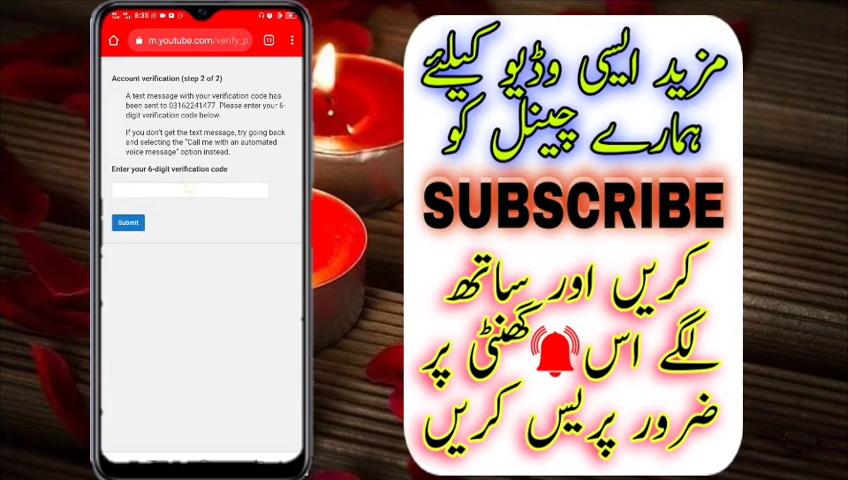 8:35
m.youtube.com/verify_p
11
Account verification (step 2 of 2)
A text message with your verification code has
been sent to 03162241477. Please enter your 6-
digit verification code below.
If you don't get the text message, try going back
and selecting the "Call me with an automated
voice message" option instead.
Enter your 6-digit verification code
Submit
مزید ایسی وڈیو کیلئے
ہمارے چینل کو
SUBSCRIBE
کریں اور ساتھ
لگے اس گھنٹی پر
ضرور پریس کریں